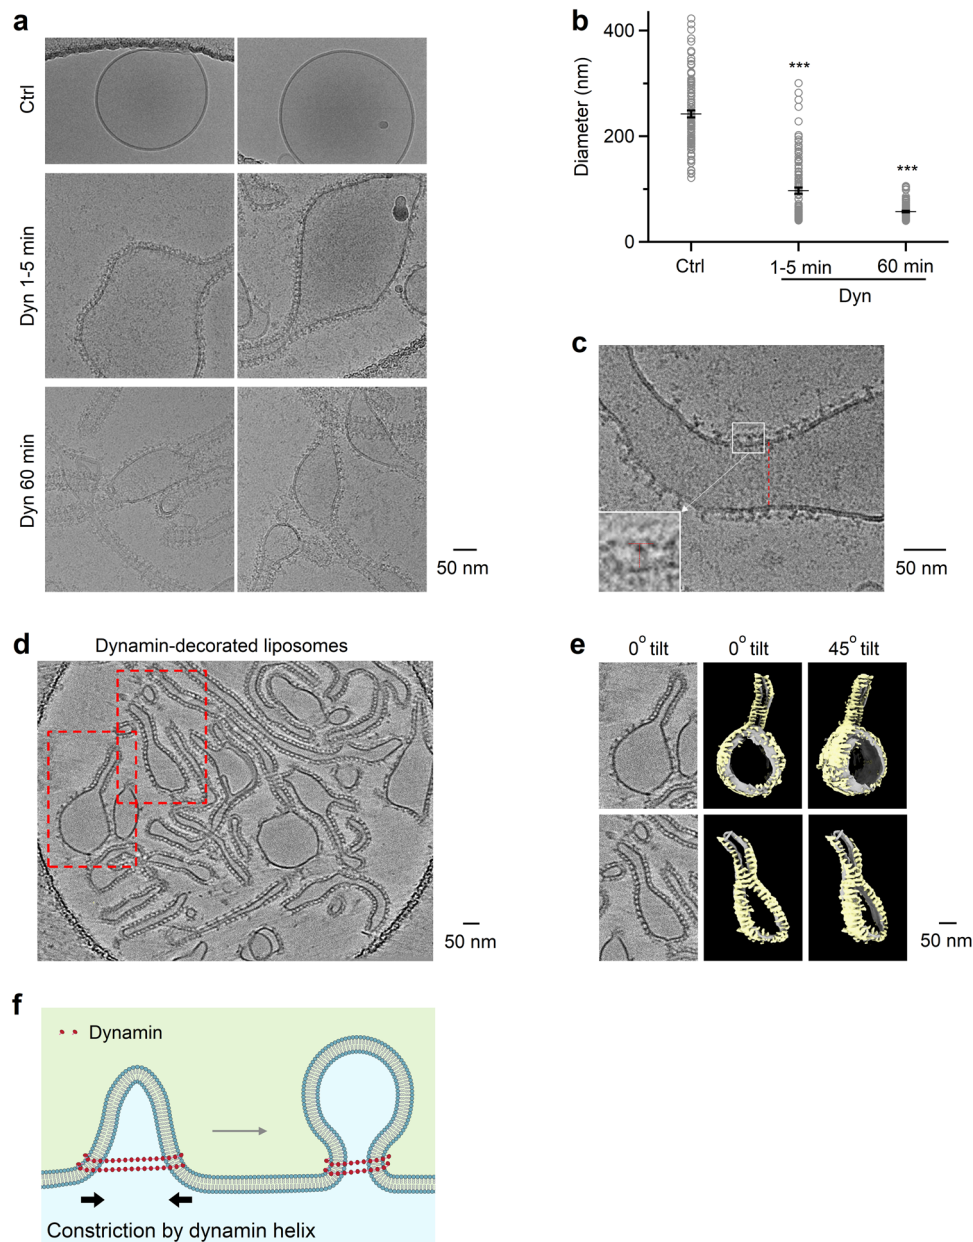 a
Ctrl
Dyn 1-5 min
Dyn 60 min
50 nm
b
Diameter (nm)
400
200
0
***
***
Ctrl
1-5 min
60 min
Dyn
c
50 nm
d
Dynamin-decorated liposomes
50 nm
e
0° tilt
0° tilt
45° tilt
50 nm
f
Dynamin
Constriction by dynamin helix